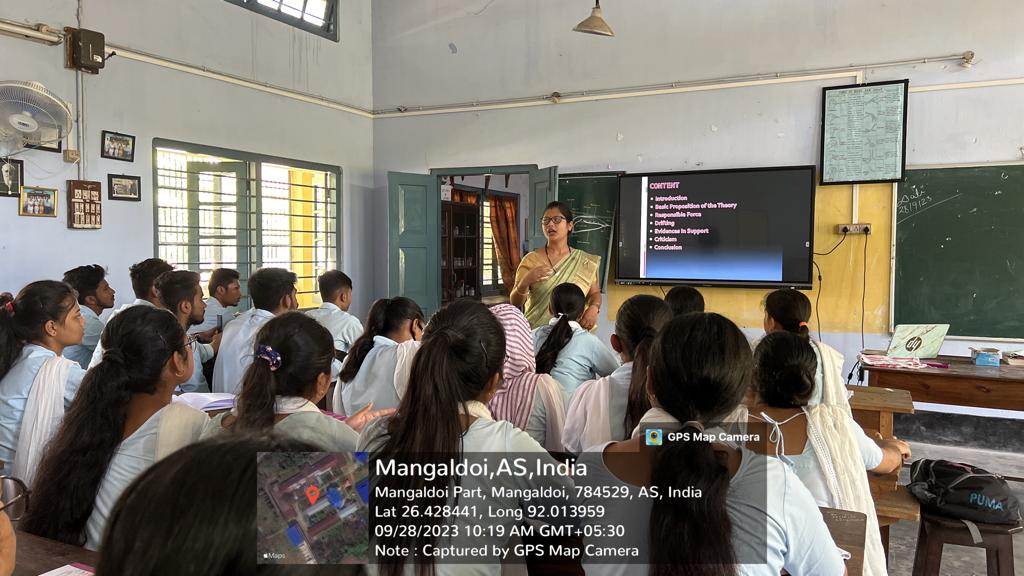 CONTENT
Introduction
Basic Proposition of the Theory
Responsible Force
Drifting
Evidences in Support
Criticism
Conclusion
28/9/23
hp
PUMA
GPS Map Camera
Mangaldoi,AS,India
Mangaldoi Part, Mangaldoi, 784529, AS, India
Lat 26.428441, Long 92.013959
09/28/2023 10:19 AM GMT+05:30
Note : Captured by GPS Map Camera
Maps